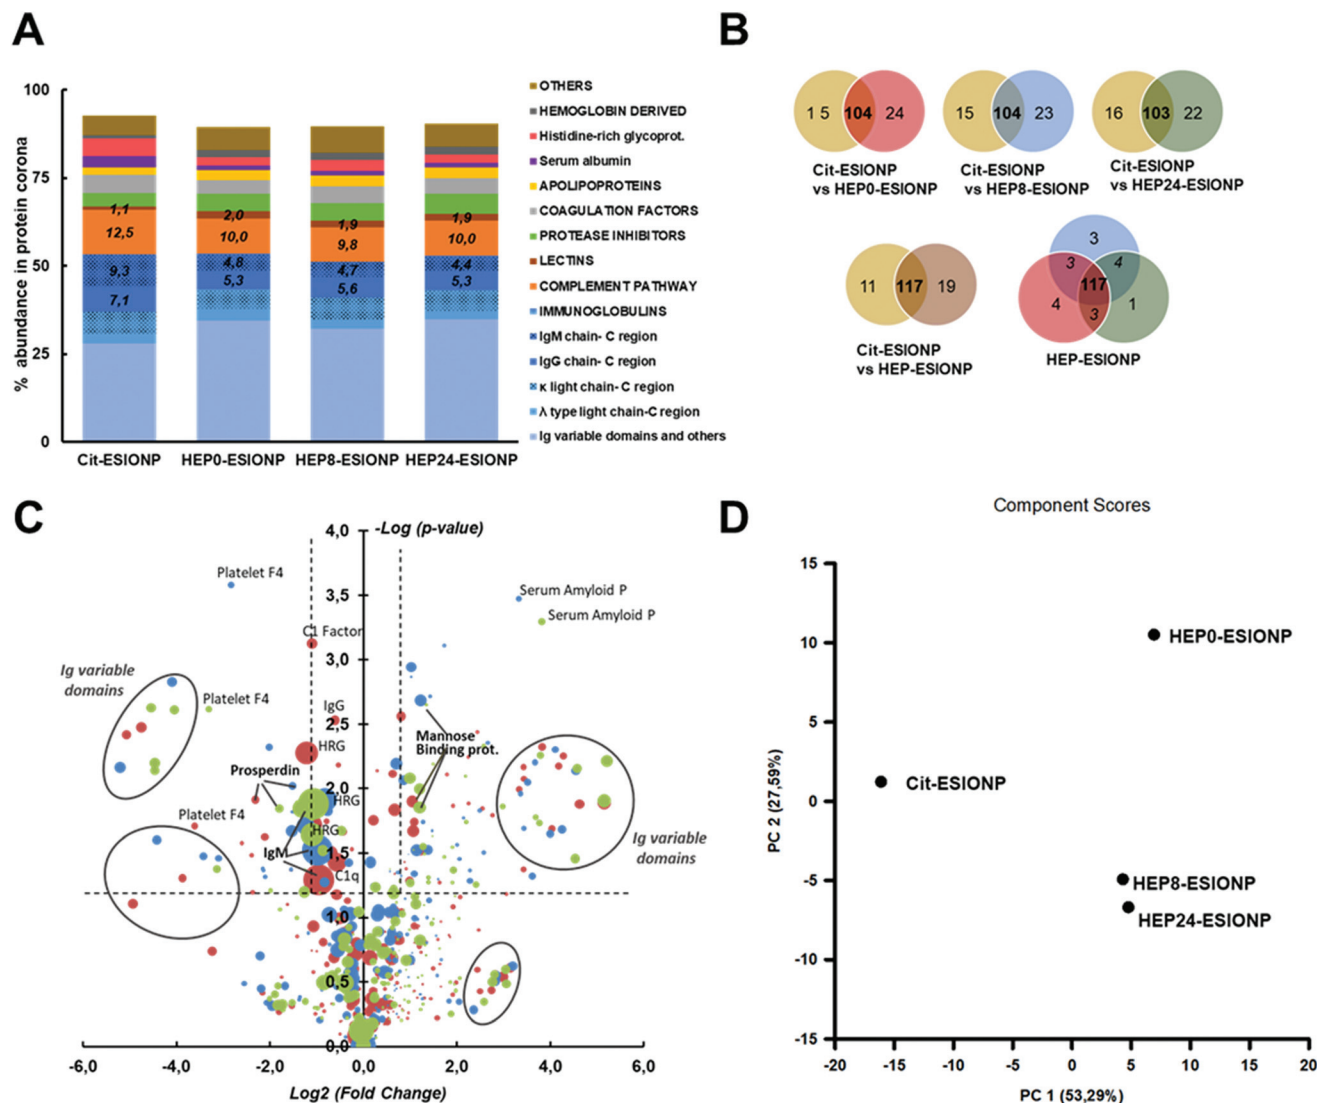 A
100
75
50
25
0
% abundance in protein corona
1,1
12,5
9,3
7,1
2,0
10,0
4,8
5,3
1,9
9,8
4,7
5,6
1,9
10,0
4,4
5,3
Cit-ESIONP
HEP0-ESIONP
HEP8-ESIONP
HEP24-ESIONP
OTHERS
HEMOGLOBIN DERIVED
Histidine-rich glycoprot.
Serum albumin
APOLIPOPROTEINS
COAGULATION FACTORS
PROTEASE INHIBITORS
LECTINS
COMPLEMENT PATHWAY
IMMUNOGLOBULINS
IgM chain- C region
IgG chain- C region
κ light chain- C region
λ type light chain-C region
Ig variable domains and others
B
1 5 104 24
Cit-ESIONP
vs HEP0-ESIONP
15 104 23
Cit-ESIONP
vs HEP8-ESIONP
16 103 22
Cit-ESIONP
vs HEP24-ESIONP
11 117 19
Cit-ESIONP
vs HEP-ESIONP
3
3 4
117
4 1
3
HEP-ESIONP
C
-Log (p-value)
4,0
3,5
3,0
2,5
2,0
1,5
1,0
0,5
0,0
Platelet F4
Serum Amyloid P
Serum Amyloid P
C1 Factor
Ig variable
domains
Platelet F4
IgG
HRG
Mannose
Binding prot.
Prosperdin
HRG
Platelet F4
HRG
IgM
C1q
Ig variable
domains
-6,0
-4,0
-2,0
0,0
2,0
4,0
6,0
Log2 (Fold Change)
D
Component Scores
15
10
5
0
-5
-10
-15
PC 2 (27,59%)
HEP0-ESIONP
Cit-ESIONP
HEP8-ESIONP
HEP24-ESIONP
-20
-15
-10
-5
0
5
10
15
20
PC 1 (53,29%)